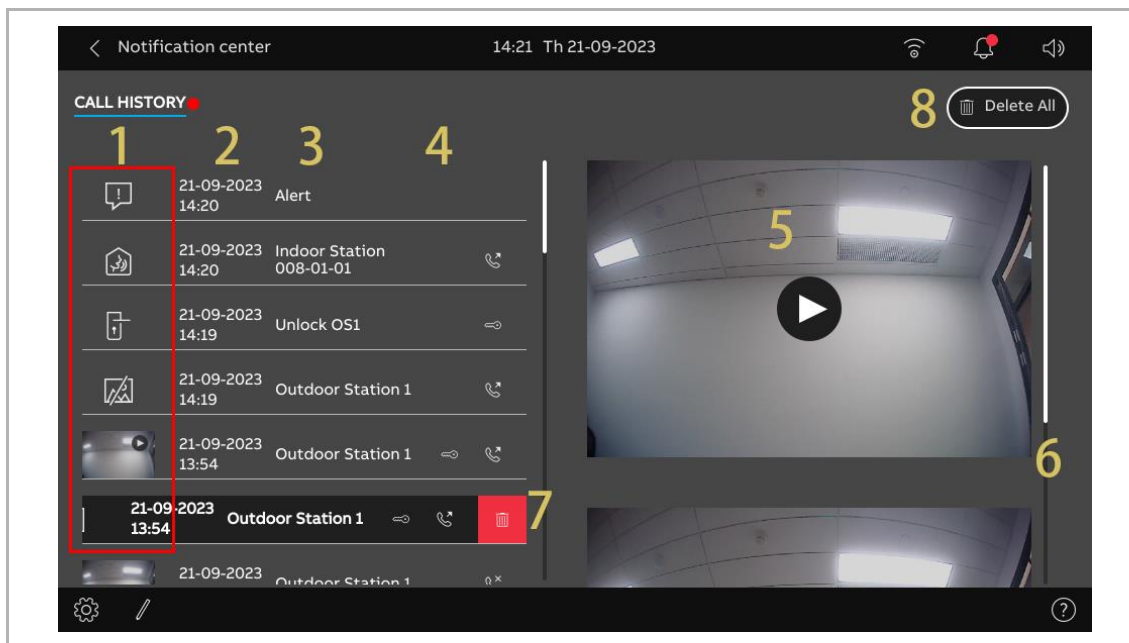 Notification center
14:21 Th 21-09-2023
CALL HISTORY
8
Delete All
1
2
3
4
21-09-2023
14:20
Alert
21-09-2023
14:20
Indoor Station
008-01-01
21-09-2023
14:19
Unlock OS1
21-09-2023
14:19
Outdoor Station 1
21-09-2023
13:54
Outdoor Station 1
21-09-2023
13:54
Outdoor Station 1
7
21-09-2023
Outdoor Station 1
5
6
?